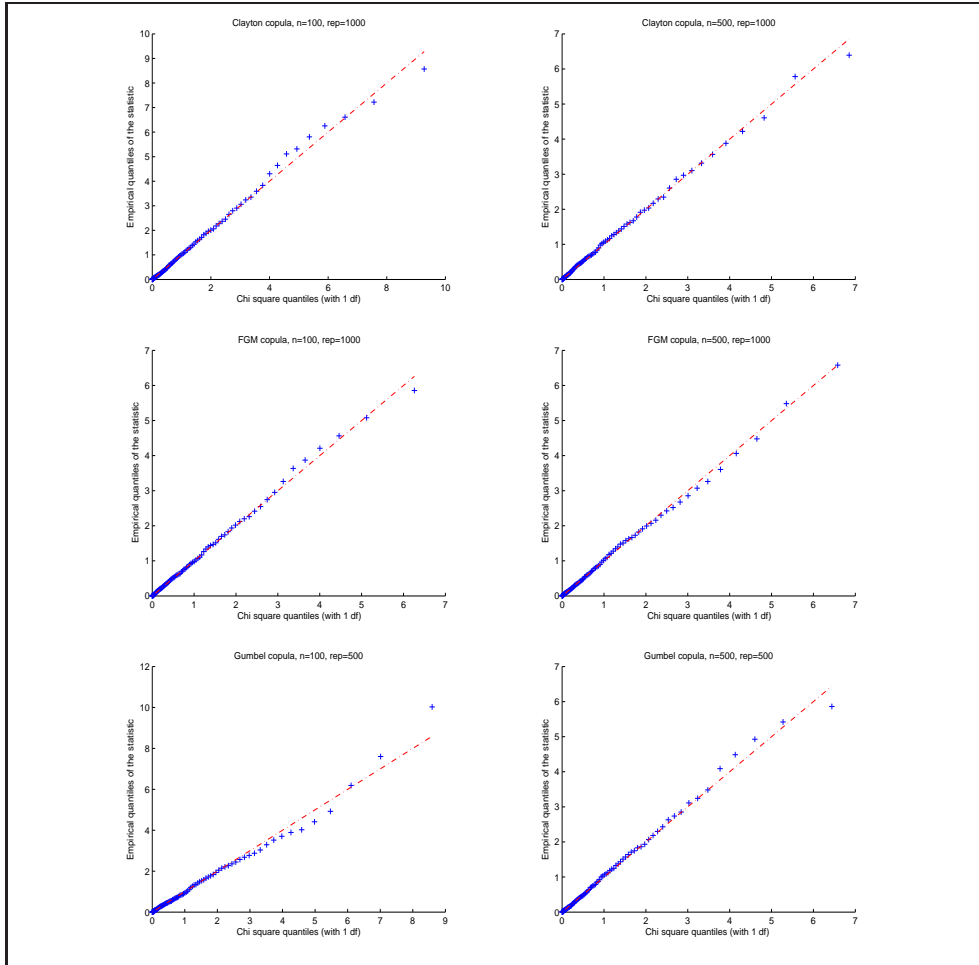 Clayton copula, n=100, rep=1000
10
9
8
7
6
5
4
3
2
1
0
Empirical quantiles of the statistic
0 2 4 6 8 10
Chi square quantiles (with 1 df)
Clayton copula, n=500, rep=1000
7
6
5
4
3
2
1
0
Empirical quantiles of the statistic
0 1 2 3 4 5 6 7
Chi square quantiles (with 1 df)
FGM copula, n=100, rep=1000
7
6
5
4
3
2
1
0
Empirical quantiles of the statistic
0 1 2 3 4 5 6 7
Chi square quantiles (with 1 df)
FGM copula, n=500, rep=1000
7
6
5
4
3
2
1
0
Empirical quantiles of the statistic
0 1 2 3 4 5 6 7
Chi square quantiles (with 1 df)
Gumbel copula, n=100, rep=500
12
10
8
6
4
2
0
Empirical quantiles of the statistic
0 1 2 3 4 5 6 7 8 9
Chi square quantiles (with 1 df)
Gumbel copula, n=500, rep=500
7
6
5
4
3
2
1
0
Empirical quantiles of the statistic
0 1 2 3 4 5 6 7
Chi square quantiles (with 1 df)